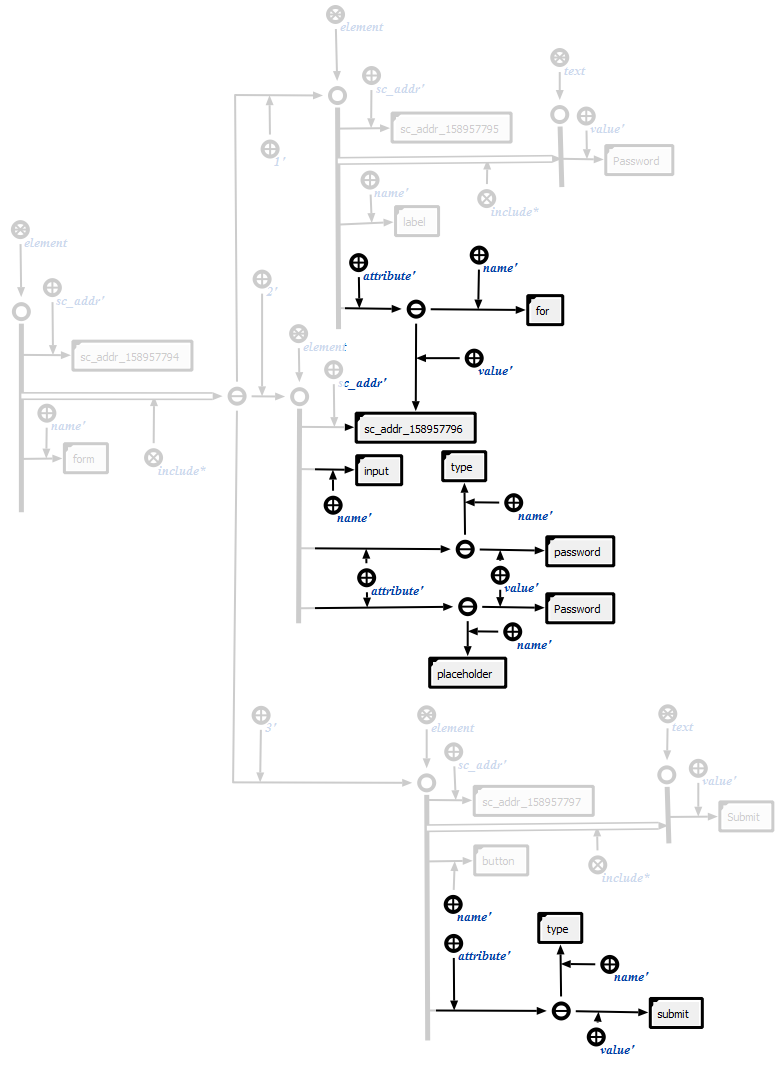 element
text
sc_addr'
value'
sc_addr_158957795
Password
1'
name'
include*
label
element
attribute'
name'
sc_addr'
2'
for
element
sc_addr_158957794
value'
sc_addr'
name'
sc_addr_158957796
form
include*
input
type
name'
name'
password
attribute'
value'
Password
name'
placeholder
3'
element
text
sc_addr'
value'
sc_addr_158957797
Submit
button
include*
name'
type
attribute'
name'
submit
value'